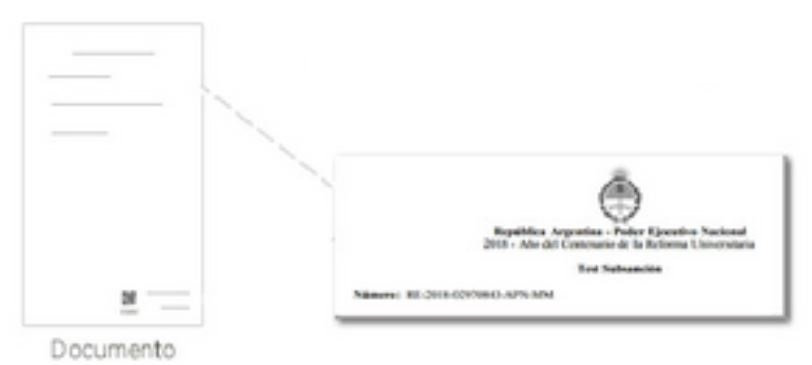 República Argentina - Poder Ejecutivo Nacional
2018 - Año del Centenario de la Reforma Universitaria
Test Subsanción
Número: RE-2018-02970843-APN-MM
Documento